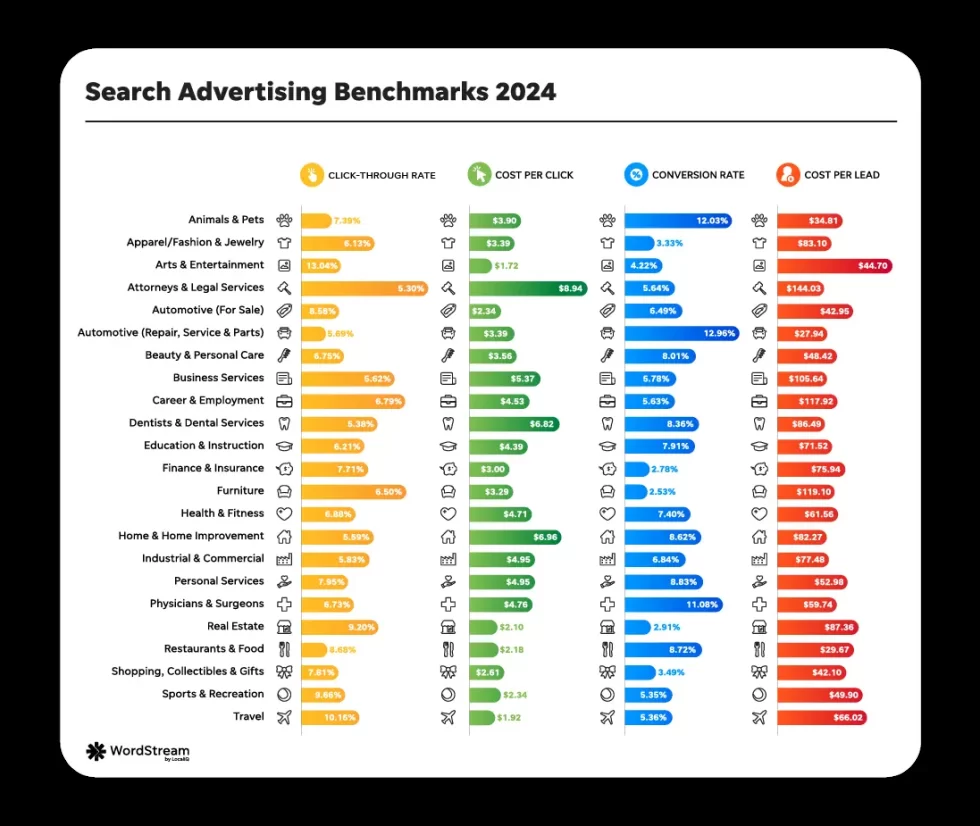 Search Advertising Benchmarks 2024
CLICK-THROUGH RATE COST PER CLICK CONVERSION RATE COST PER LEAD
Animals & Pets 7.39% $3.90 12.03% $34.81
Apparel/Fashion & Jewelry 6.13% $3.39 3.33% $83.10
Arts & Entertainment 13.04% $1.72 4.22% $44.70
Attorneys & Legal Services 5.30% $8.94 5.64% $144.03
Automotive (For Sale) 8.58% $2.34 6.49% $42.95
Automotive (Repair, Service & Parts) 5.69% $3.39 12.96% $27.94
Beauty & Personal Care 6.75% $3.56 8.01% $48.42
Business Services 5.62% $5.37 5.78% $105.64
Career & Employment 6.79% $4.53 5.63% $117.92
Dentists & Dental Services 5.38% $6.82 8.36% $86.49
Education & Instruction 6.21% $4.39 7.91% $71.52
Finance & Insurance 7.71% $3.00 2.78% $75.94
Furniture 6.50% $3.29 2.53% $119.10
Health & Fitness 6.88% $4.71 7.40% $61.56
Home & Home Improvement 5.59% $6.96 8.62% $82.27
Industrial & Commercial 5.83% $4.95 6.84% $77.48
Personal Services 7.95% $4.95 8.83% $52.98
Physicians & Surgeons 6.73% $4.76 11.08% $59.74
Real Estate 9.20% $2.10 2.91% $87.36
Restaurants & Food 8.68% $2.18 8.72% $29.67
Shopping, Collectibles & Gifts 7.81% $2.61 3.49% $42.10
Sports & Recreation 9.66% $2.34 5.35% $49.90
Travel 10.16% $1.92 5.36% $66.02
WordStream
by LocaliQ